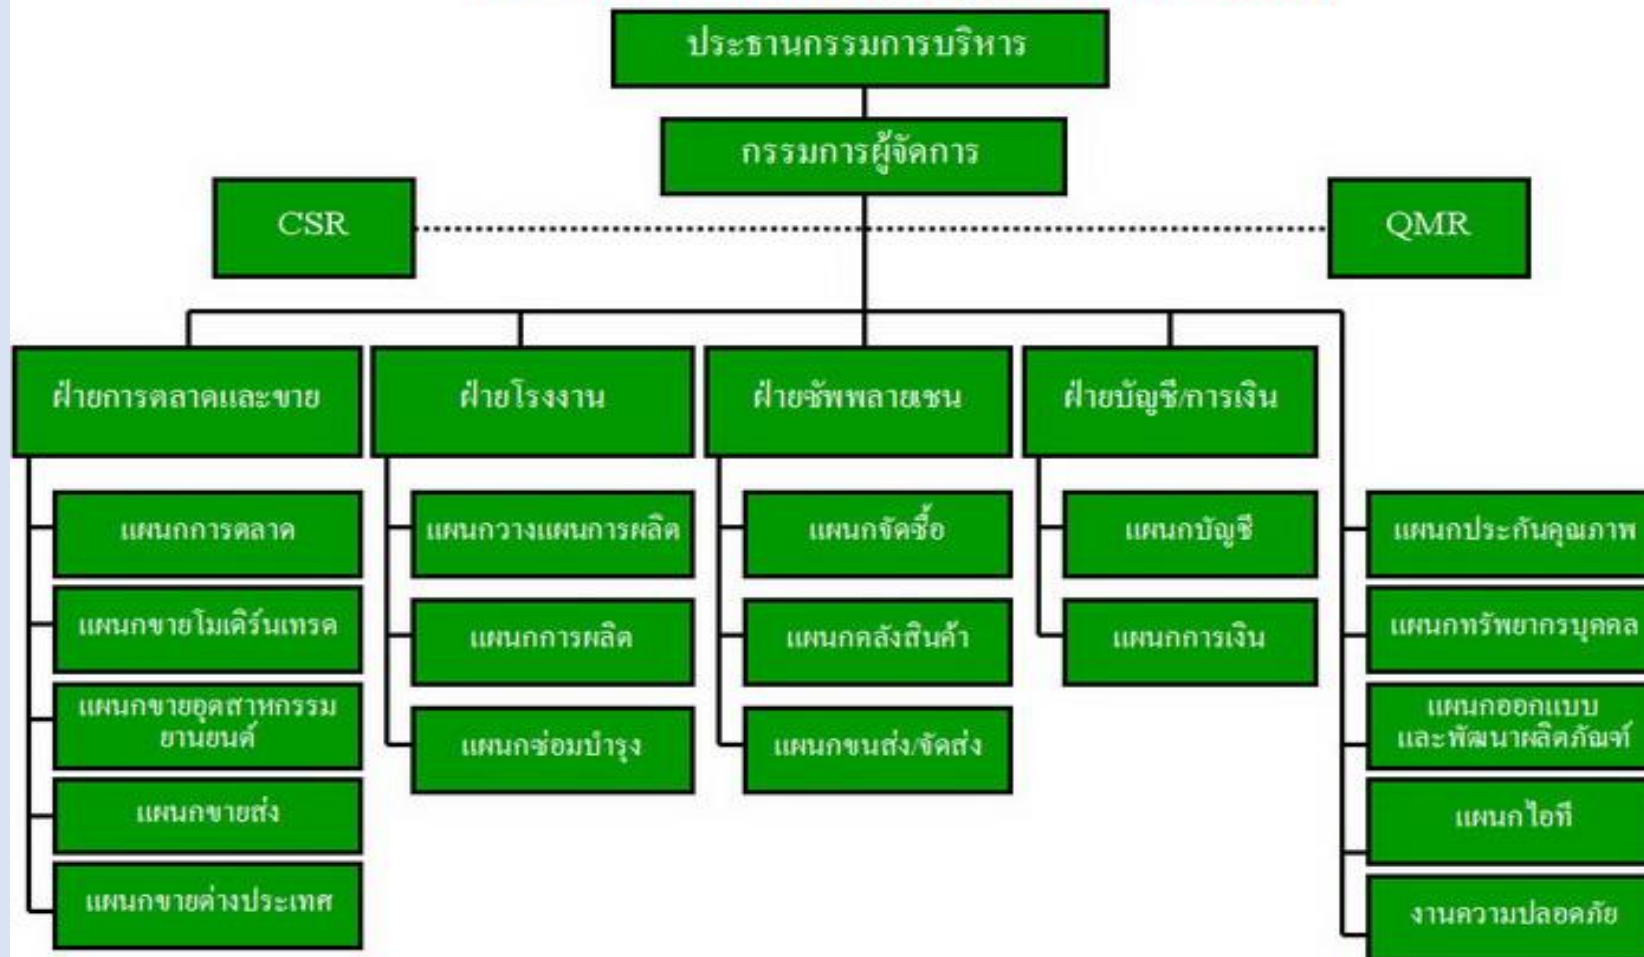 ประธานกรรมการบริหาร
กรรมการผู้จัดการ
CSR
QMR
ฝ่ายการตลาดและขาย
ฝ่ายโรงงาน
ฝ่ายซัพพลายเชน
ฝ่ายบัญชี/การเงิน
แผนกการตลาด
แผนกขายโมเดิร์นเทรด
แผนกขายอุตสาหกรรม
ยานยนต์
แผนกขายส่ง
แผนกขายต่างประเทศ
แผนกวางแผนการผลิต
แผนกการผลิต
แผนกซ่อมบำรุง
แผนกจัดซื้อ
แผนกคลังสินค้า
แผนกขนส่ง/จัดส่ง
แผนกบัญชี
แผนกการเงิน
แผนกประกันคุณภาพ
แผนกทรัพยากรบุคคล
แผนกออกแบบ
และพัฒนาผลิตภัณฑ์
แผนกไอที
งานความปลอดภัย